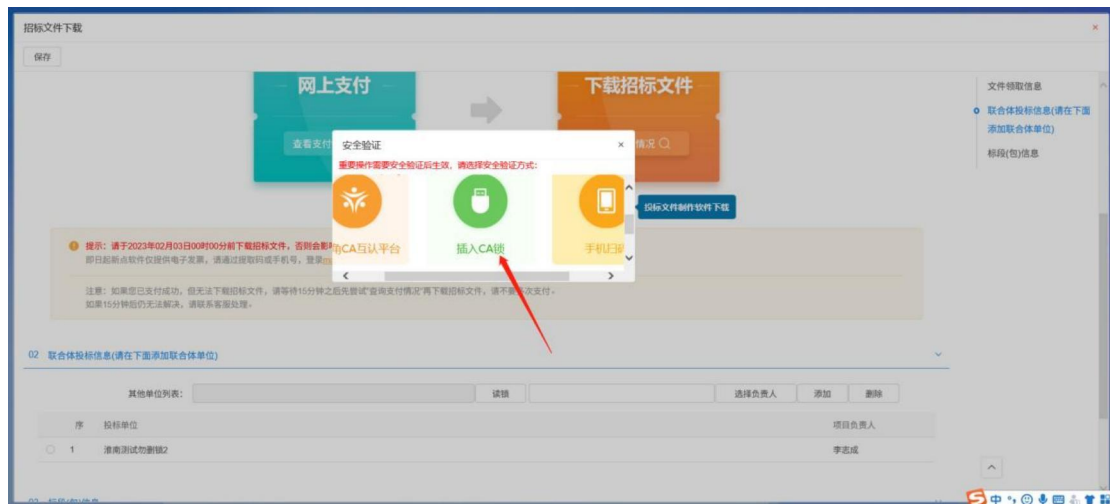 招标文件下载
×
保存
网上支付
下载招标文件
查看支付
情况
安全验证
×
重要操作需要安全验证后生效，请选择安全验证方式：
CA互认平台
插入CA锁
手机扫码
投标文件制作软件下载
文件领取信息
联合体投标信息(请在下面
添加联合体单位)
标段(包)信息
提示：请于2023年02月03日00时00分前下载招标文件，否则会影
即日起新点软件仅提供电子发票，请通过提取码或手机号，登录
注意：如果您已支付成功，但无法下载招标文件，请等待15分钟之后先尝试"查询支付情况"再下载招标文件，请不要多次支付。
如果15分钟后仍无法解决，请联系客服处理。
02 联合体投标信息(请在下面添加联合体单位)
其他单位列表：
读锁
选择负责人
添加
删除
序 投标单位 项目负责人
1 淮南测试勿删锁2 李志成
03 标段(包)信息
中